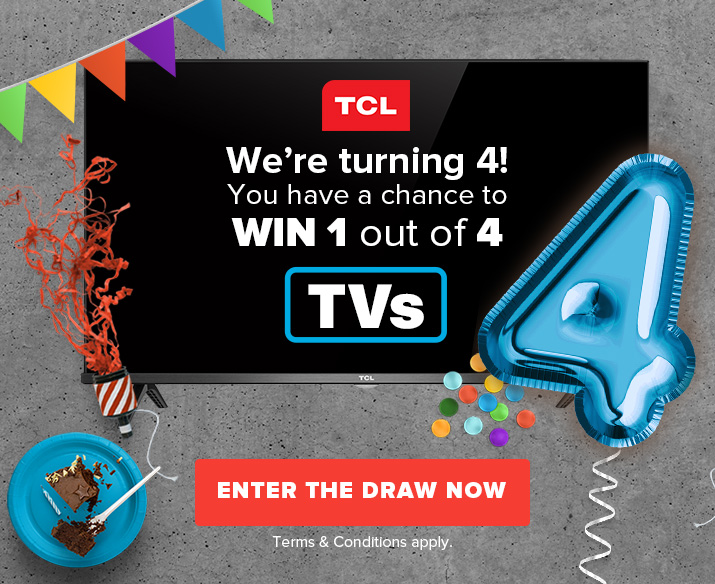 TCL
We're turning 4!
You have a chance to
WIN 1 out of 4
TVs
TCL
ENTER THE DRAW NOW
Terms & Conditions apply.